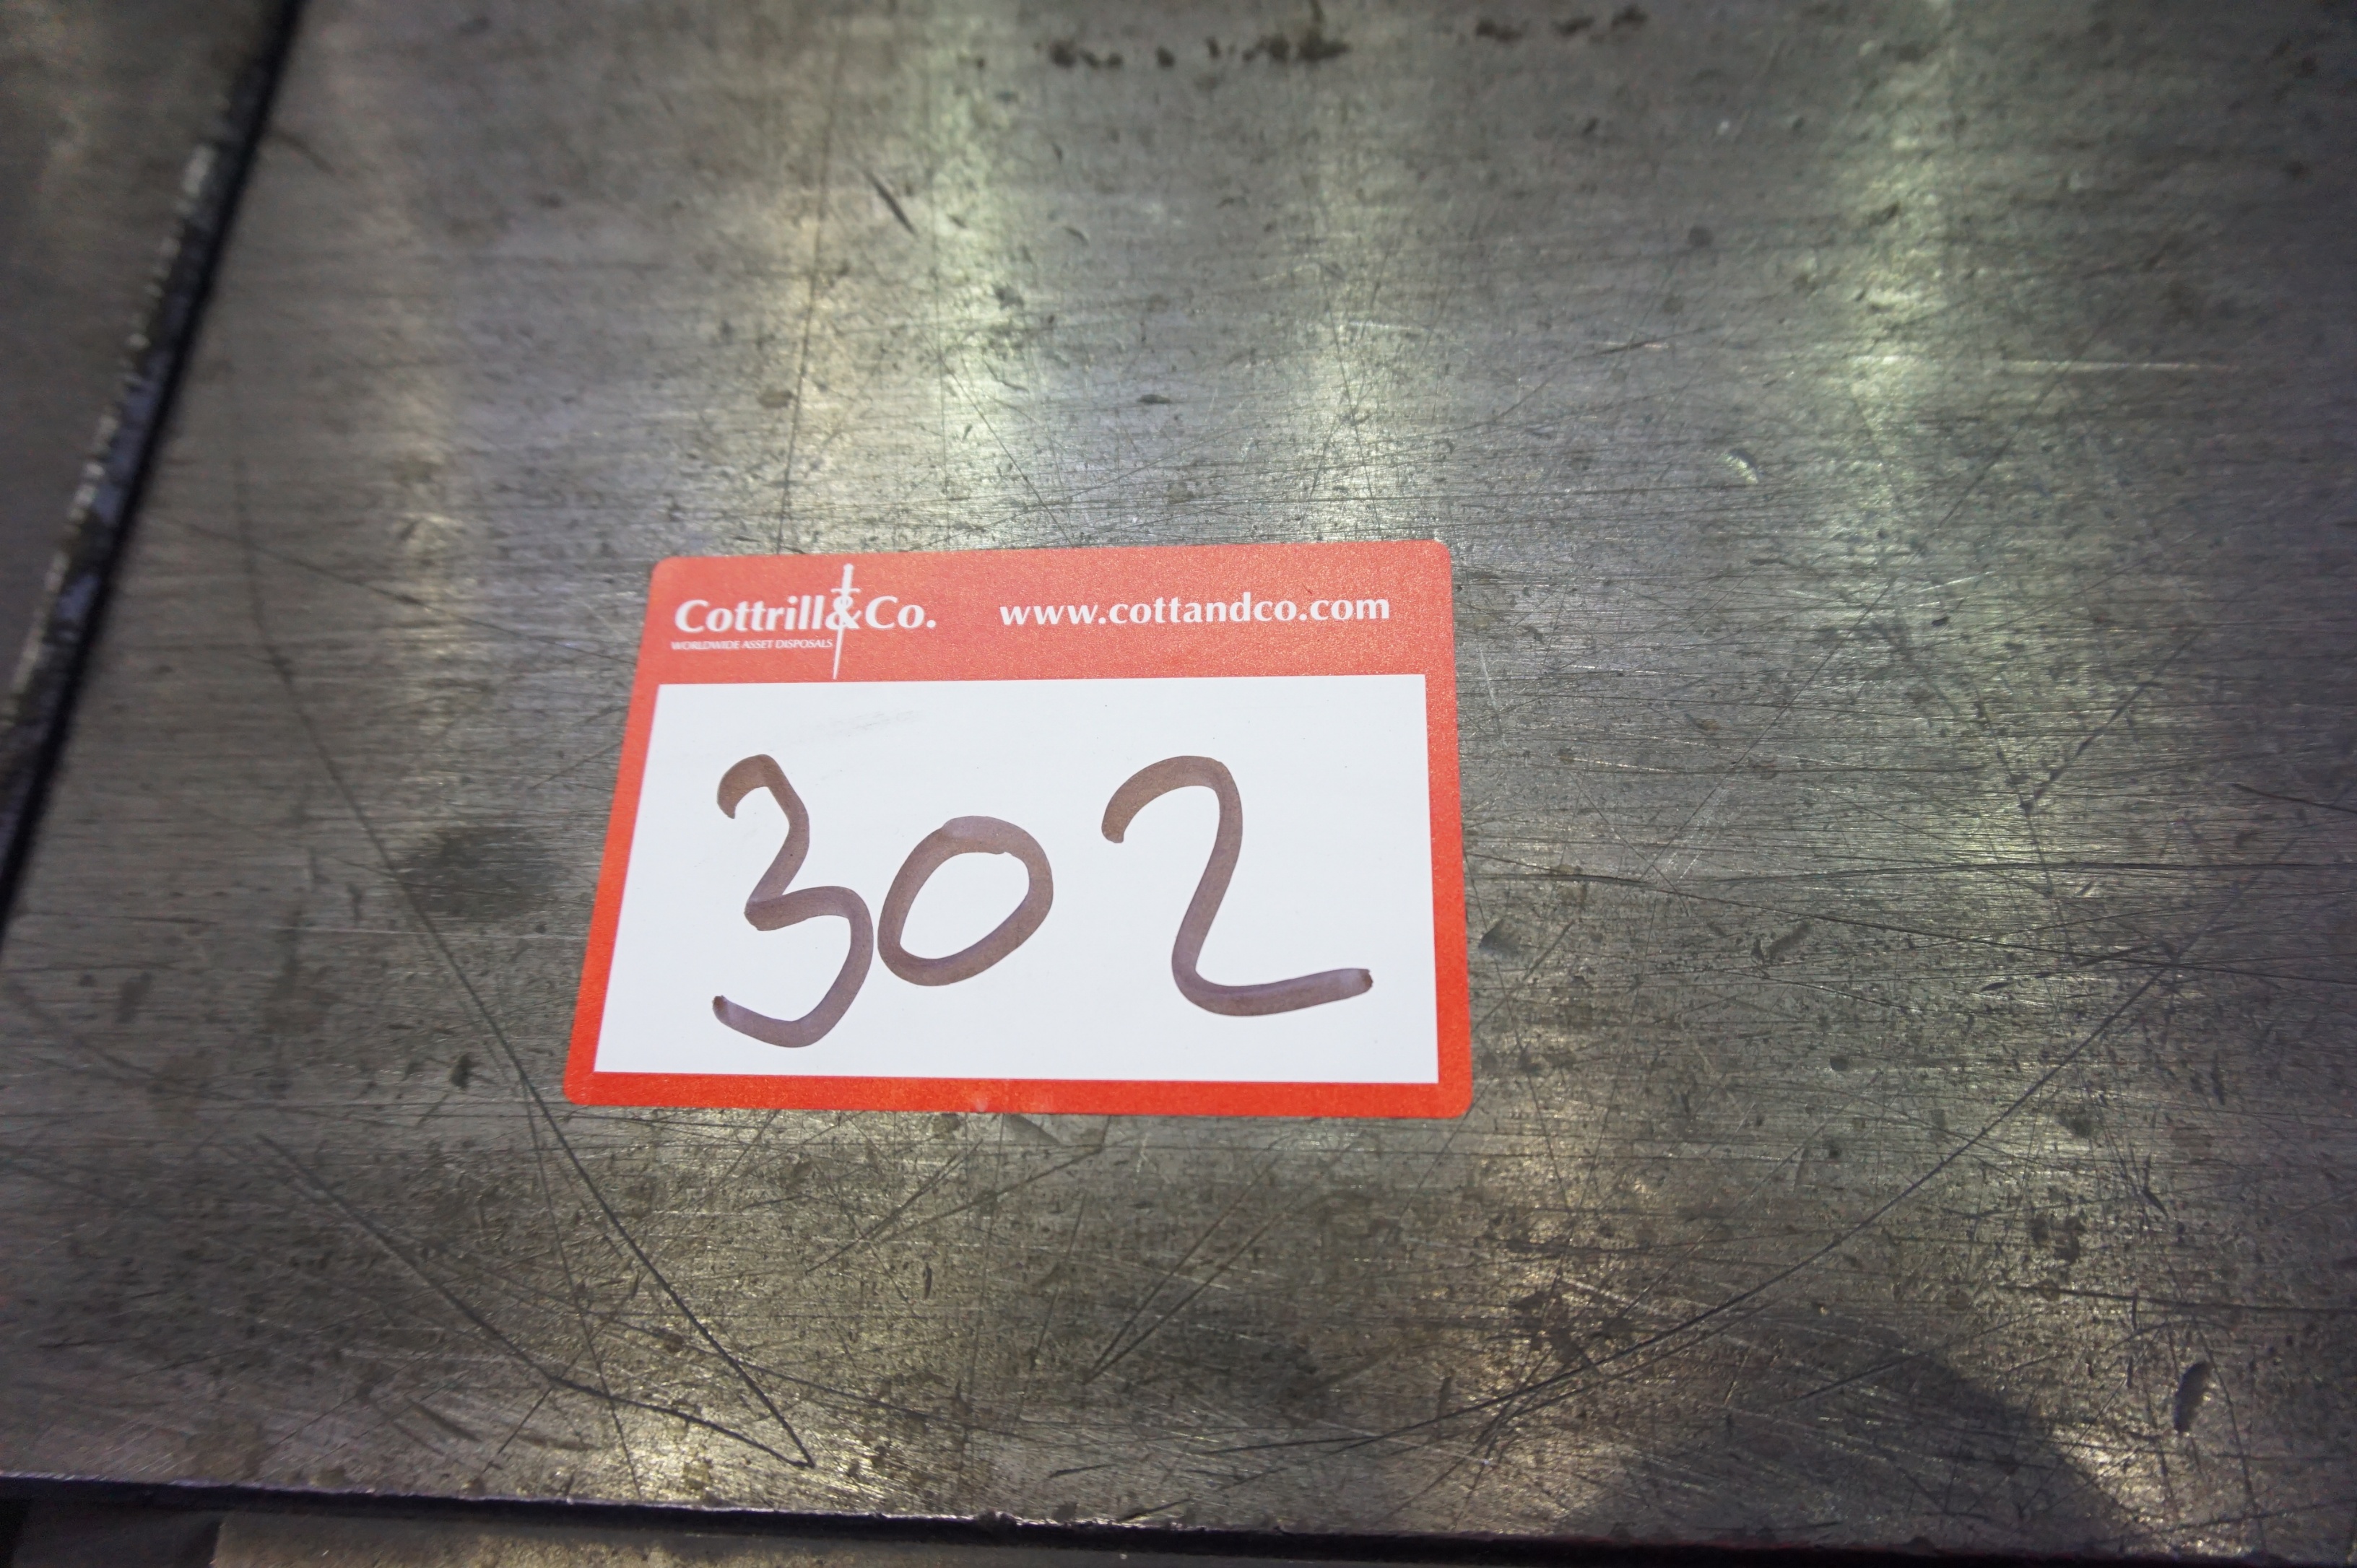 Cottrill&Co. www.cottandco.com
WORLDWIDE ASSET DISPOSALS
302